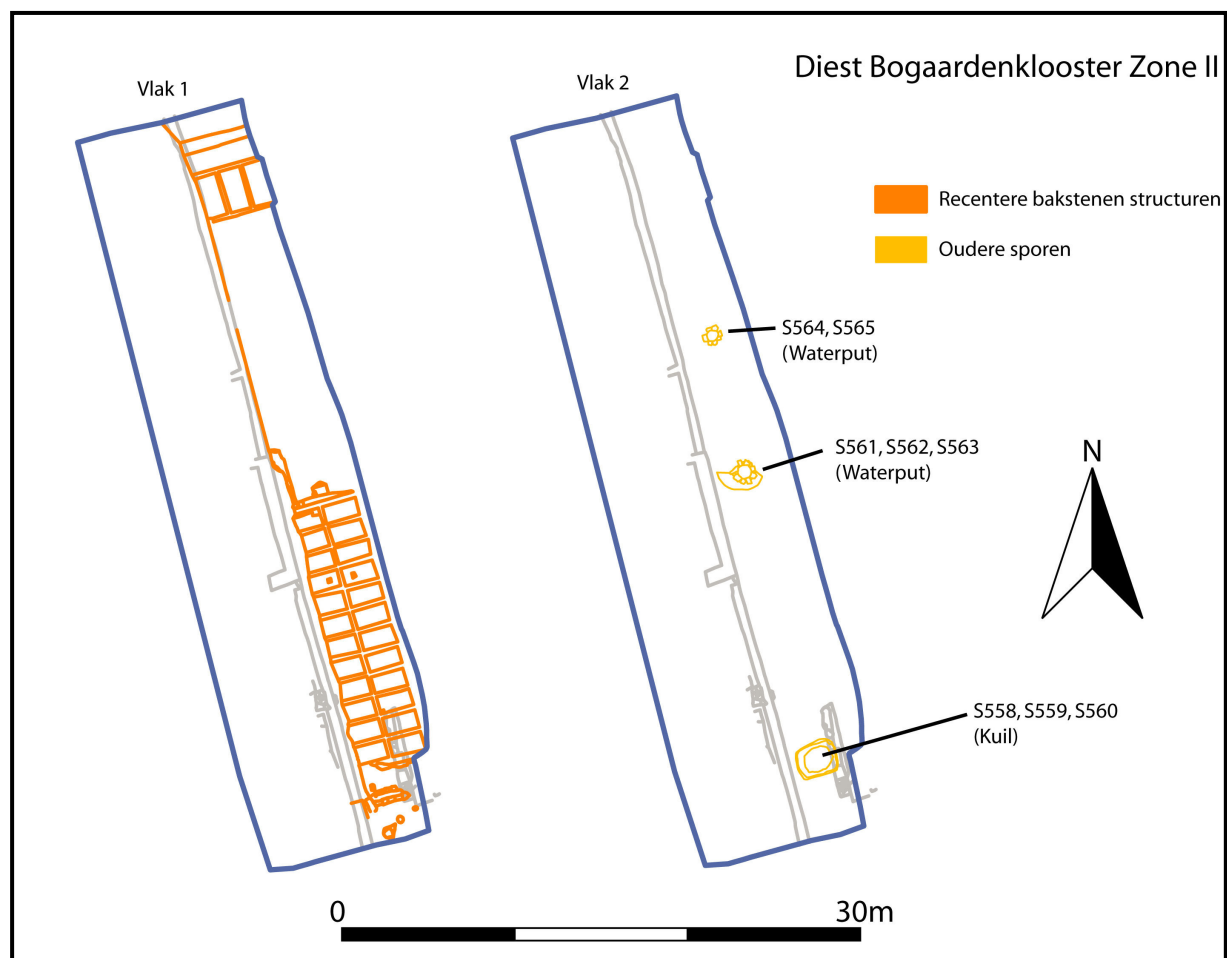 Diest Bogaardenklooster Zone II
Vlak 1
Vlak 2
Recentere bakstenen structuren
Oudere sporen
S564, S565
(Waterput)
S561, S562, S563
(Waterput)
N
S558, S559, S560
(Kuil)
0
30m